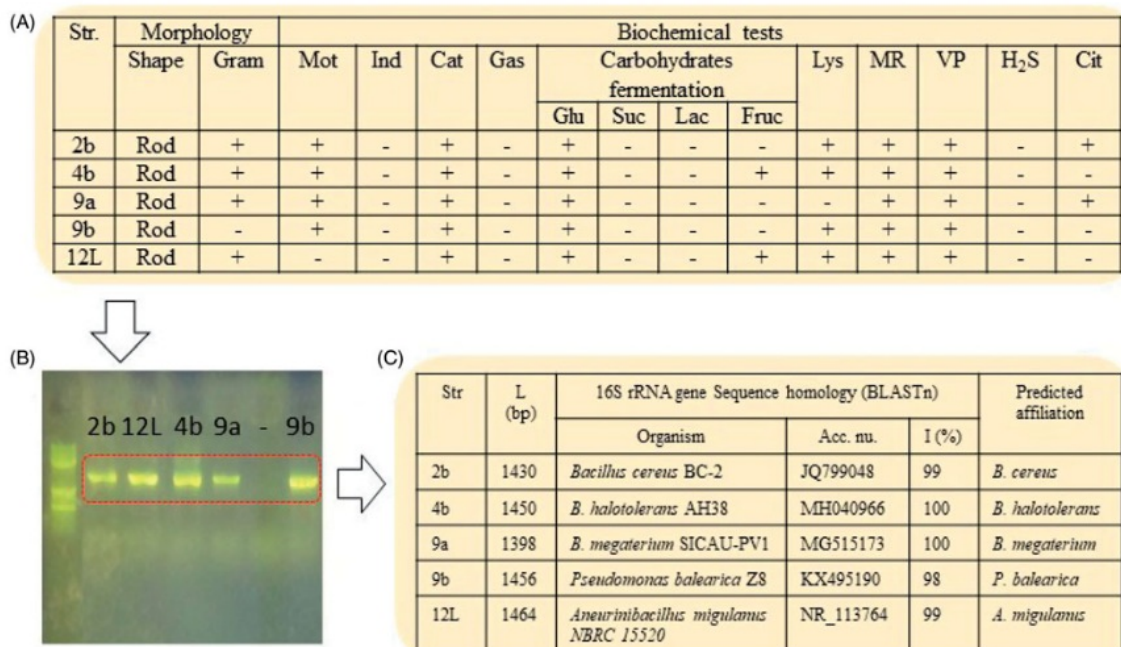 (A)
Str. Morphology Biochemical tests
Shape Gram Mot Ind Cat Gas Carbohydrates fermentation Lys MR VP H₂S Cit
Glu Suc Lac Fruc
2b Rod + + - + - + - - - + + + - +
4b Rod + + - + - + - - + + + + - -
9a Rod + + - + - + - - - - + + - +
9b Rod - + - + - + - - - + + + - -
12L Rod + - - + - + - - + + + + - -
(B)
2b 12L 4b 9a - 9b
(C)
Str L (bp) 16S rRNA gene Sequence homology (BLASTn) Predicted affiliation
Organism Acc. nu. I (%)
2b 1430 Bacillus cereus BC-2 JQ799048 99 B. cereus
4b 1450 B. halotolerans AH38 MH040966 100 B. halotolerans
9a 1398 B. megaterium SICAU-PV1 MG515173 100 B. megaterium
9b 1456 Pseudomonas balearica Z8 KX495190 98 P. balearica
12L 1464 Aneurinibacillus migulanus NR_113764 99 A. migulanus
NBRC 15520